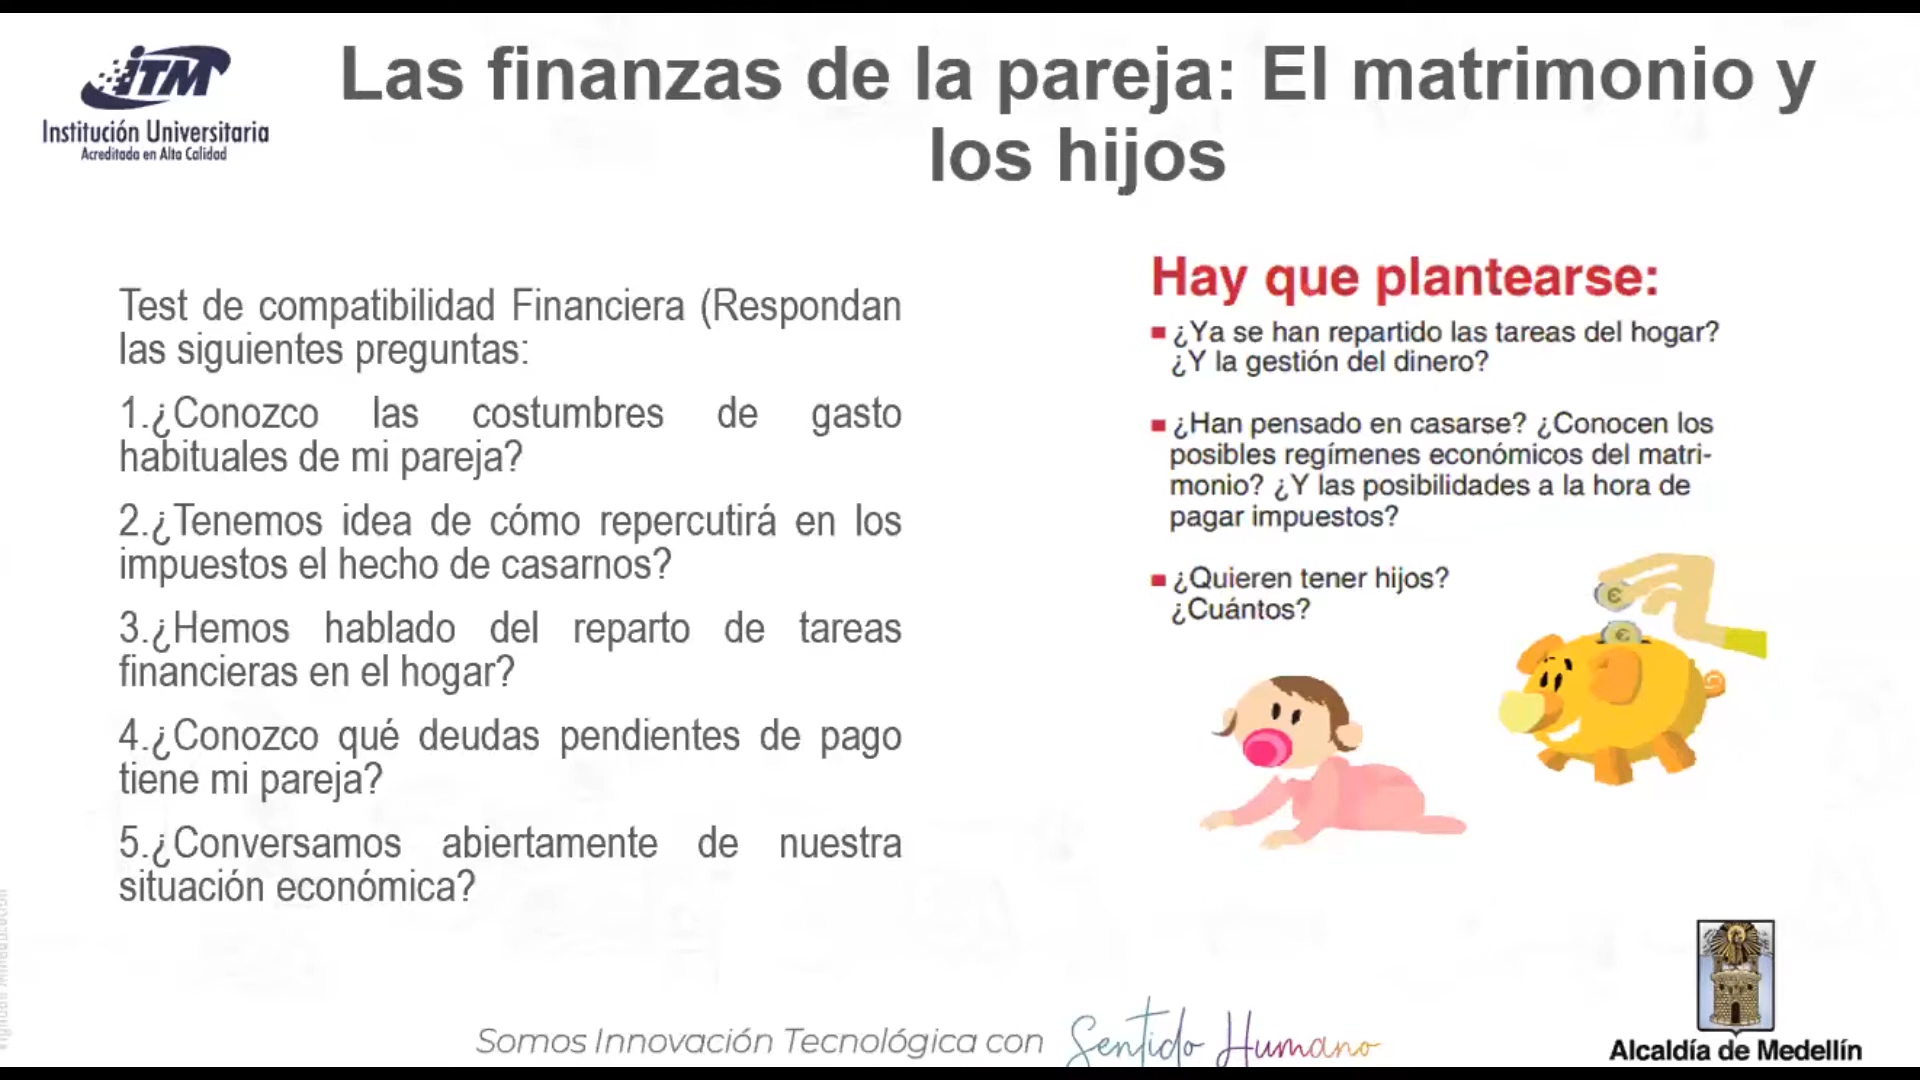 iTM
Institución Universitaria
Acreditada en Alta Calidad
Las finanzas de la pareja: El matrimonio y
los hijos
Test de compatibilidad Financiera (Respondan
las siguientes preguntas:
1.¿Conozco las costumbres de gasto
habituales de mi pareja?
2.¿Tenemos idea de cómo repercutirá en los
impuestos el hecho de casarnos?
3.¿Hemos hablado del reparto de tareas
financieras en el hogar?
4.¿Conozco qué deudas pendientes de pago
tiene mi pareja?
5.¿Conversamos abiertamente de nuestra
situación económica?
Hay que plantearse:
¿Ya se han repartido las tareas del hogar?
¿Y la gestión del dinero?
¿Han pensado en casarse? ¿Conocen los
posibles regímenes económicos del matri-
monio? ¿Y las posibilidades a la hora de
pagar impuestos?
¿Quieren tener hijos?
¿Cuántos?
€
€
Somos Innovación Tecnológica con Sentido Humano
Alcaldía de Medellín